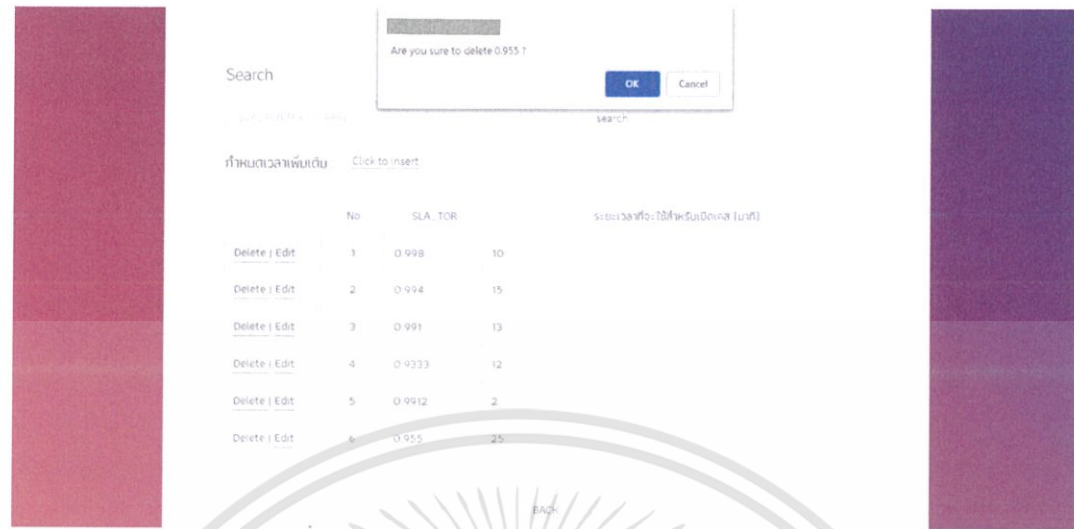 Are you sure to delete 0.955 ?
OK Cancel
Search
search
กำหนดเวลาเพิ่มเติม Click to insert
No SLA_TOR ระยะเวลาที่จะใช้สำหรับเปิดเคส (นาที)
Delete | Edit 1 0.998 10
Delete | Edit 2 0.994 15
Delete | Edit 3 0.991 13
Delete | Edit 4 0.9333 12
Delete | Edit 5 0.9912 2
Delete | Edit 6 0.955 25
BACK